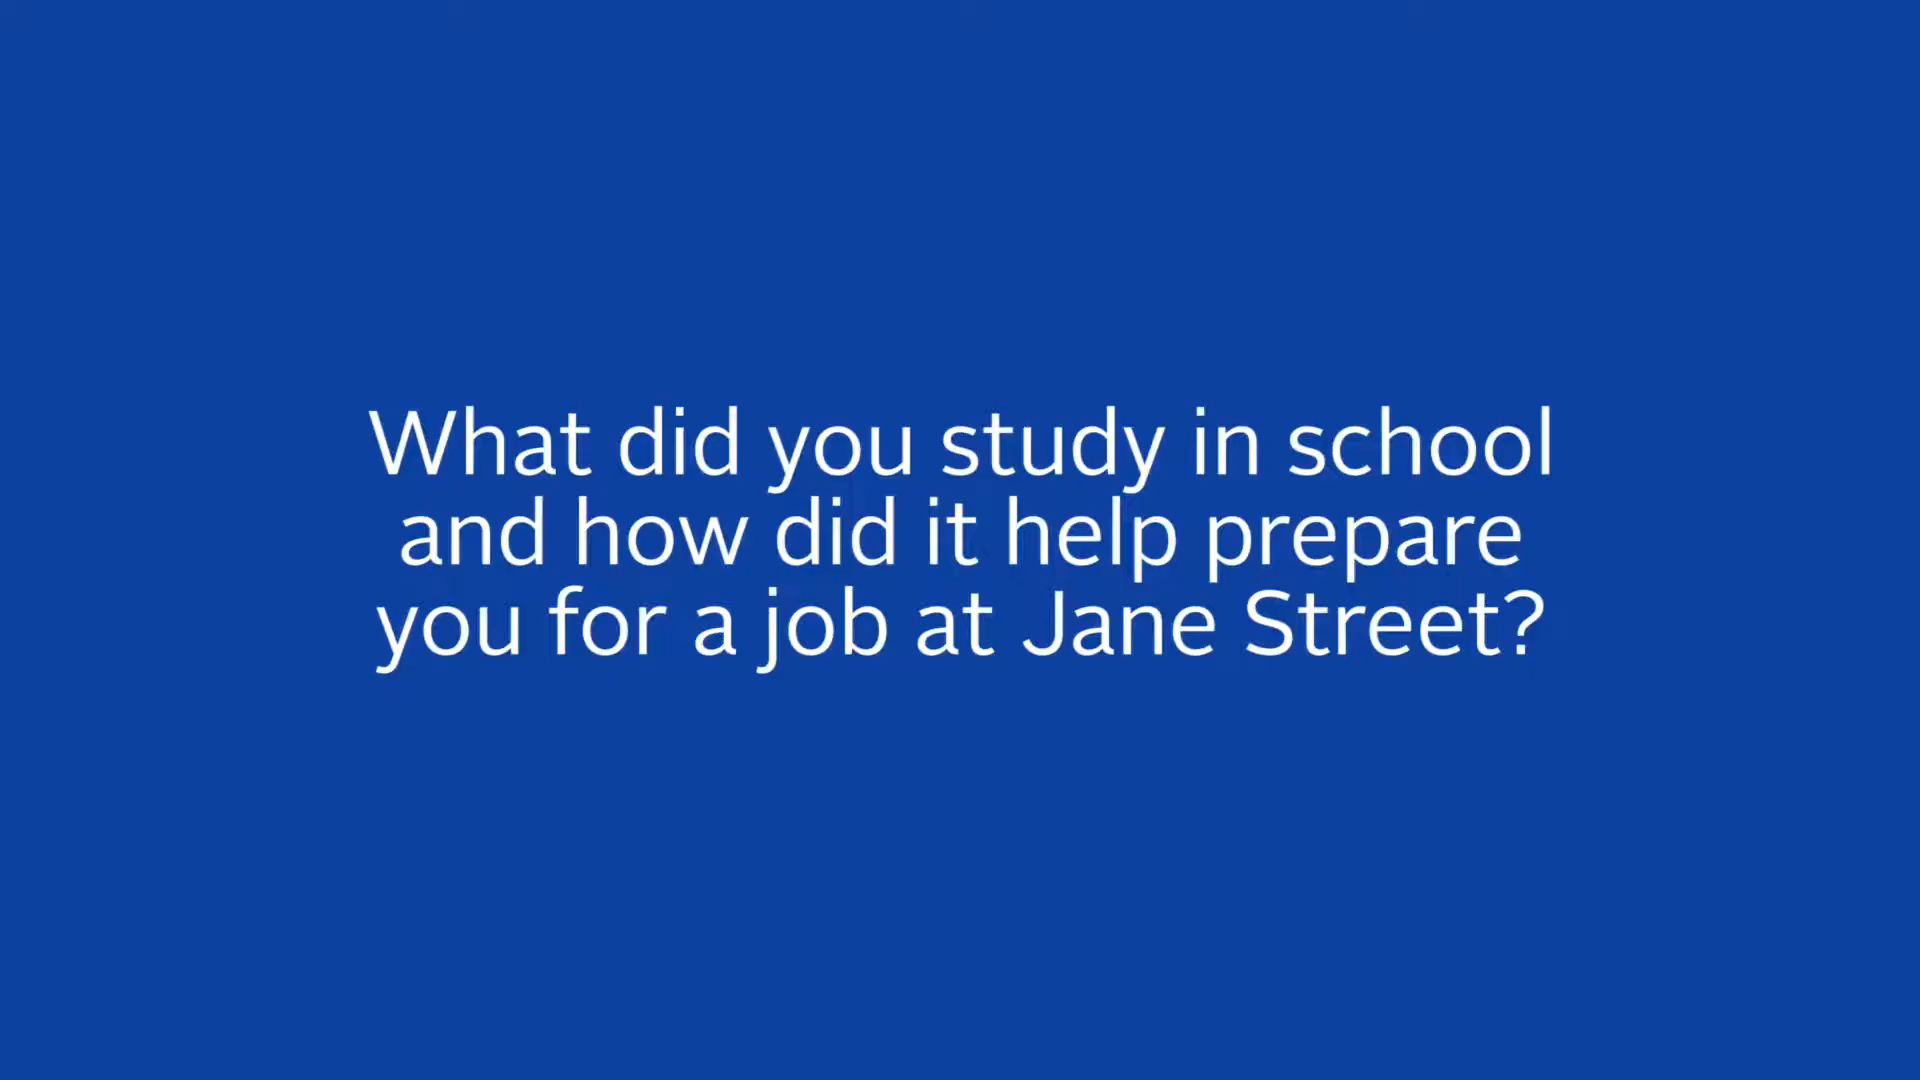 What did you study in school
and how did it help prepare
you for a job at Jane Street?